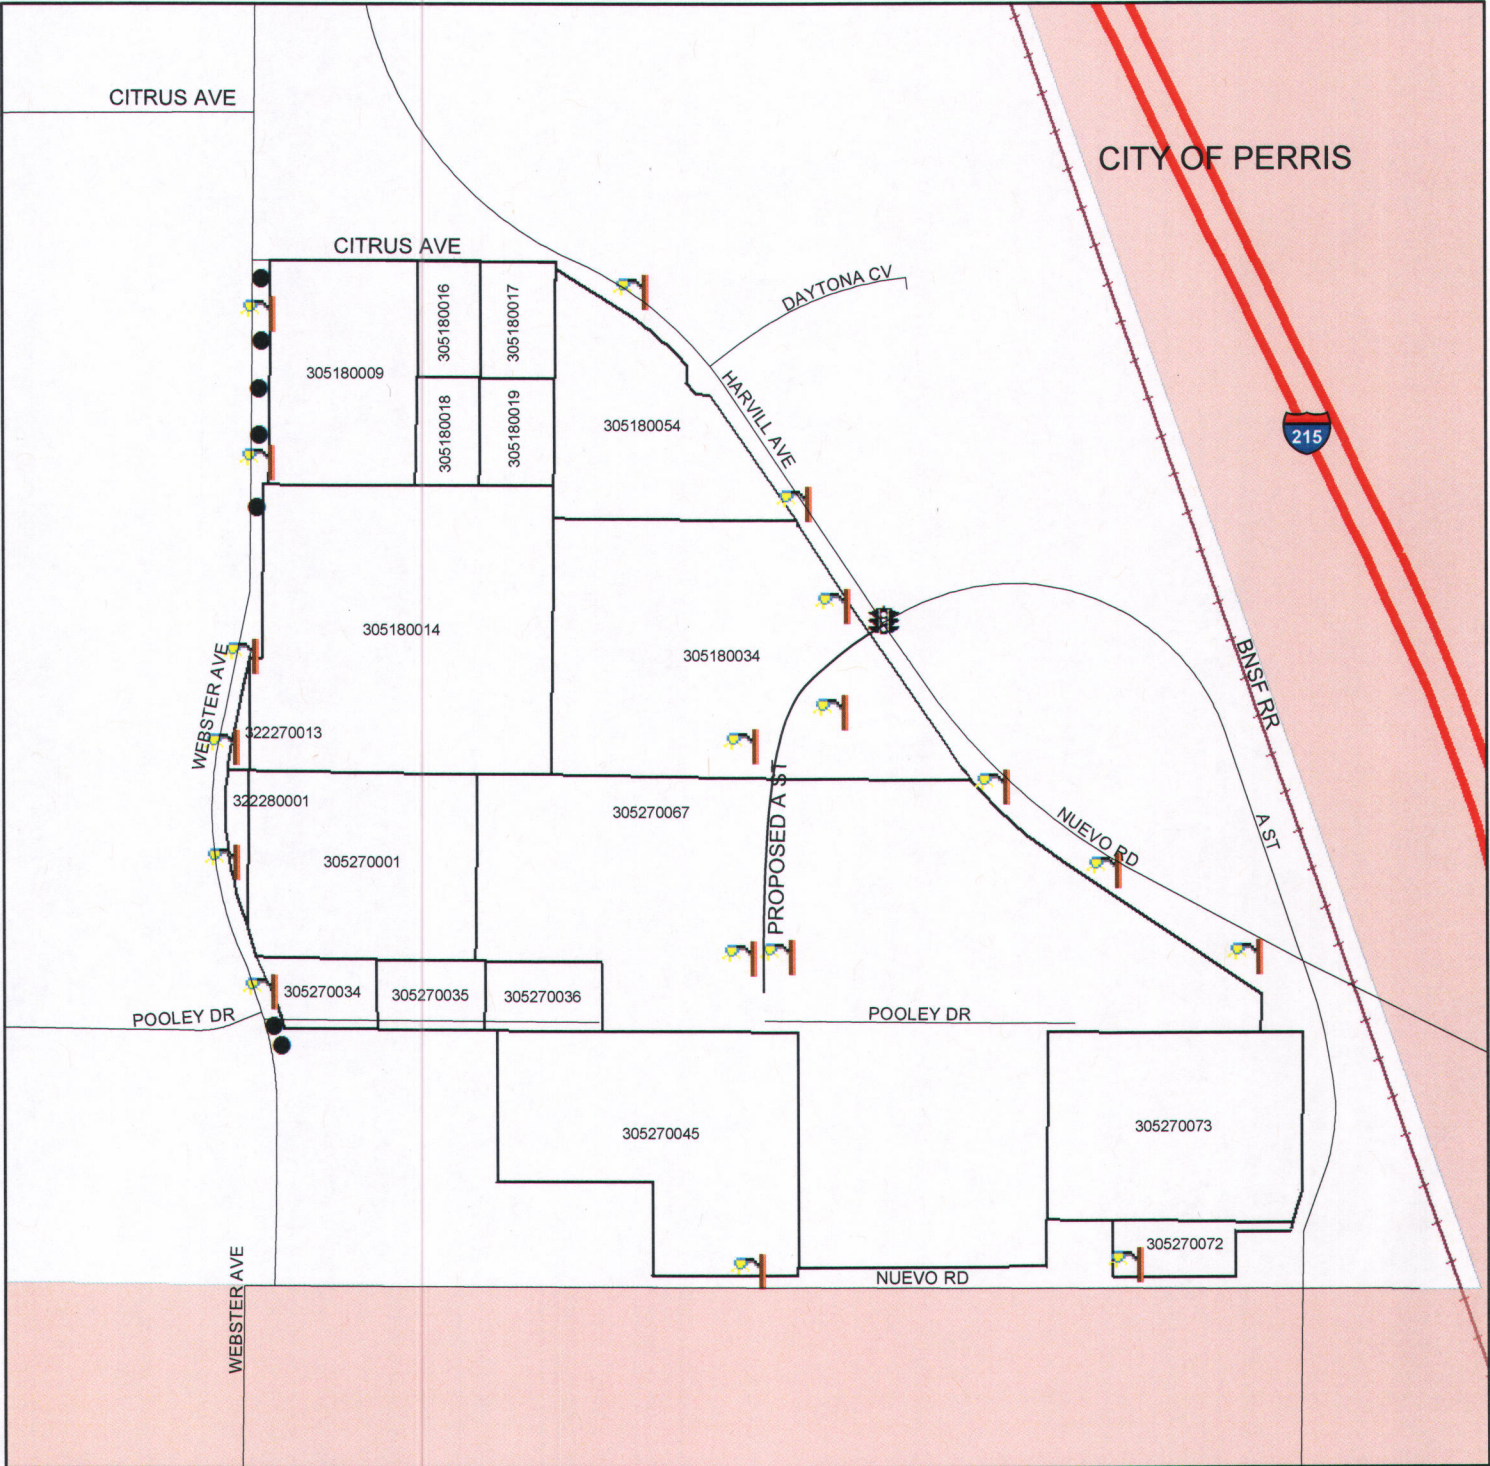 CITRUS AVE
CITY OF PERRIS
CITRUS AVE
DAYTONA CV
305180016
305180017
305180009
HARVILL AVE
305180018
305180019
305180054
215
305180014
305180034
BNSF RR
WEBSTER AVE
322270013
322280001
305270067
PROPOSED A ST
NUEVO RD
A ST
305270001
305270034
305270035
305270036
POOLEY DR
POOLEY DR
305270045
305270073
305270072
NUEVO RD
WEBSTER AVE